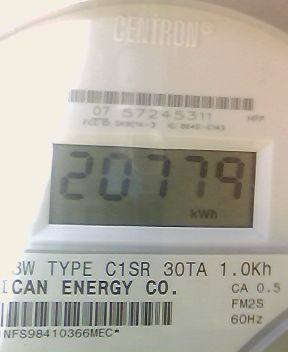 CENTRON®
07 57245311
20779
kWh
3W TYPE C1SR 30TA 1.0Kh
ICAN ENERGY CO. CA 0.5
FM2S
60Hz
NFS98410366MEC*